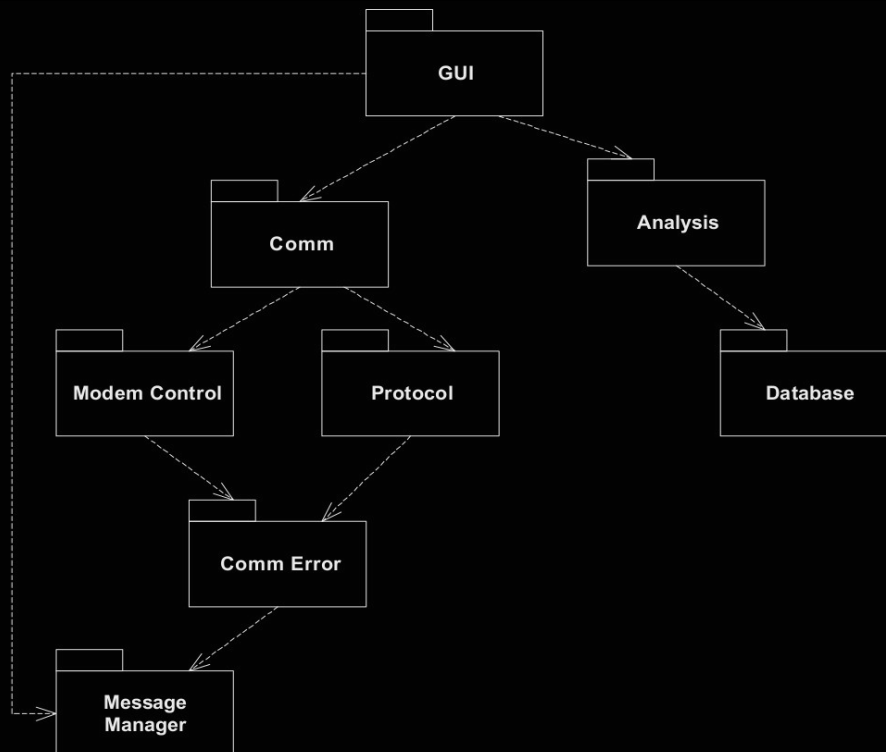 GUI
Comm
Analysis
Modem Control
Protocol
Database
Comm Error
Message
Manager